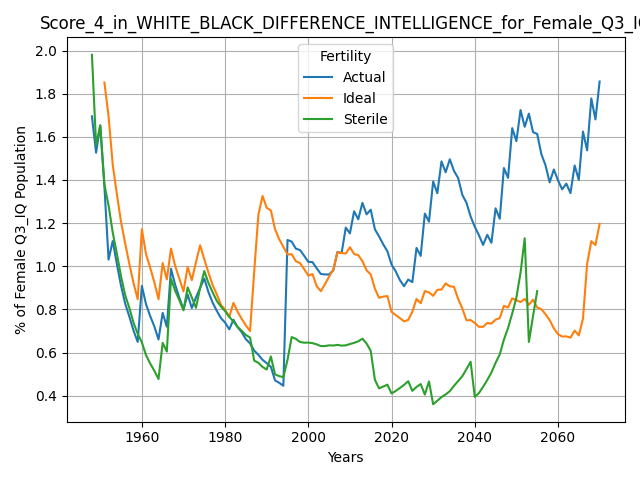 Score_4_in_WHITE_BLACK_DIFFERENCE_INTELLIGENCE_for_Female_Q3_IQ
Fertility
Actual
Ideal
Sterile
% of Female Q3_IQ Population
2.0
1.8
1.6
1.4
1.2
1.0
0.8
0.6
0.4
1960 1980 2000 2020 2040 2060
Years